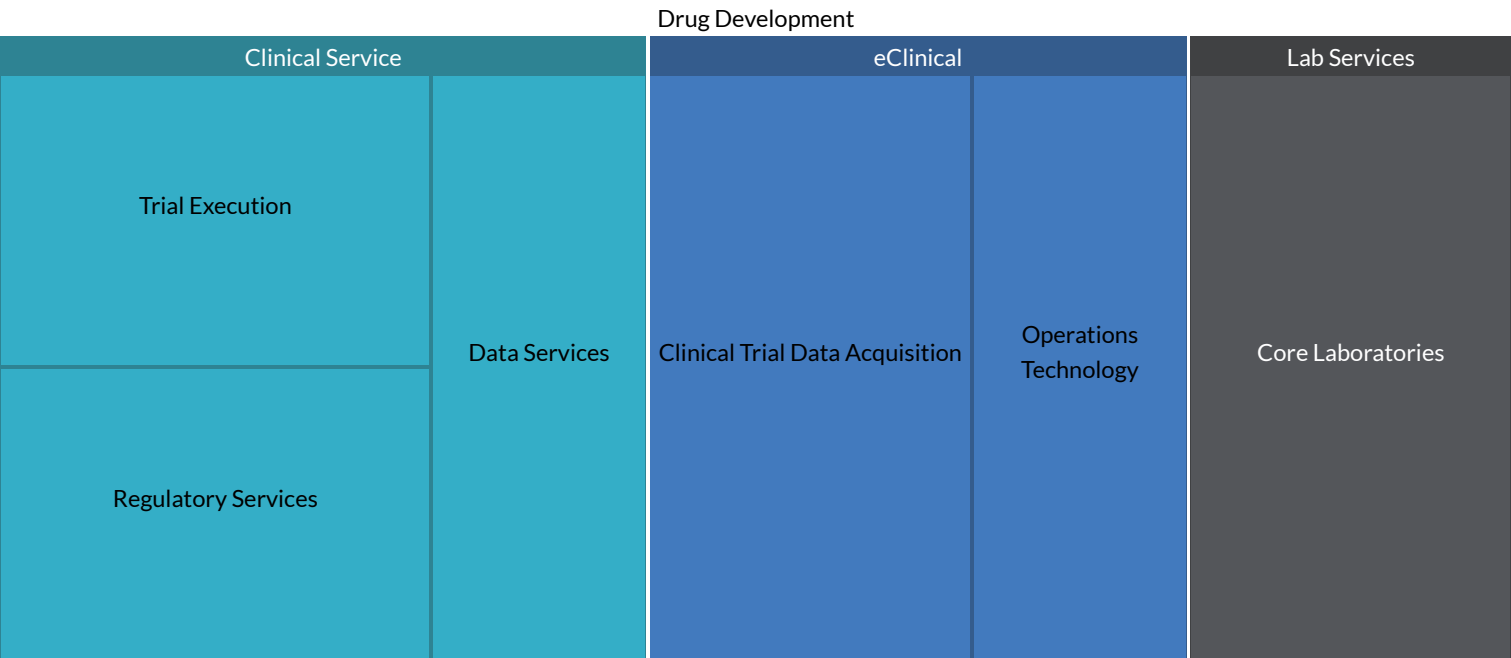 Drug Development
Clinical Service
eClinical
Lab Services
Trial Execution
Regulatory Services
Data Services
Clinical Trial Data Acquisition
Operations
Technology
Core Laboratories